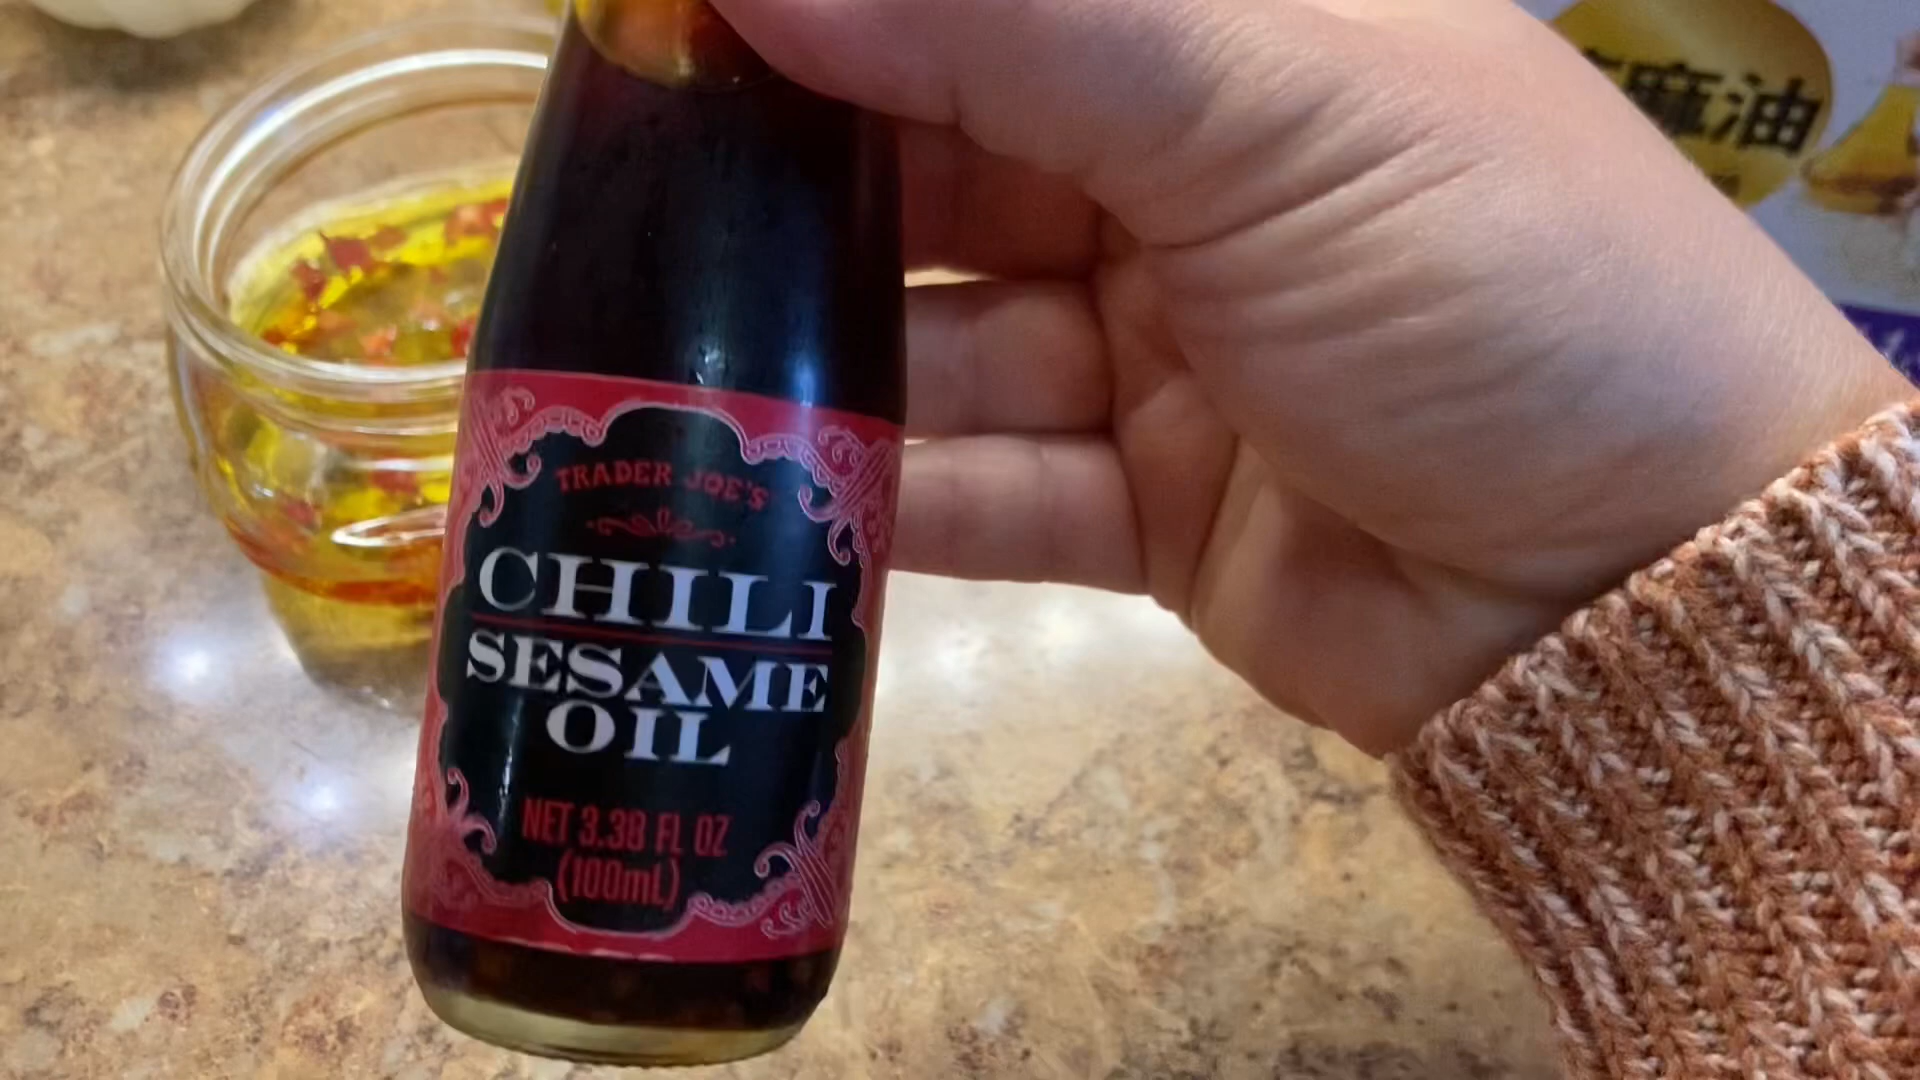 TRADER JOE'S
CHILI
SESAME
OIL
NET 3.38 FL OZ
(100mL)
麻油